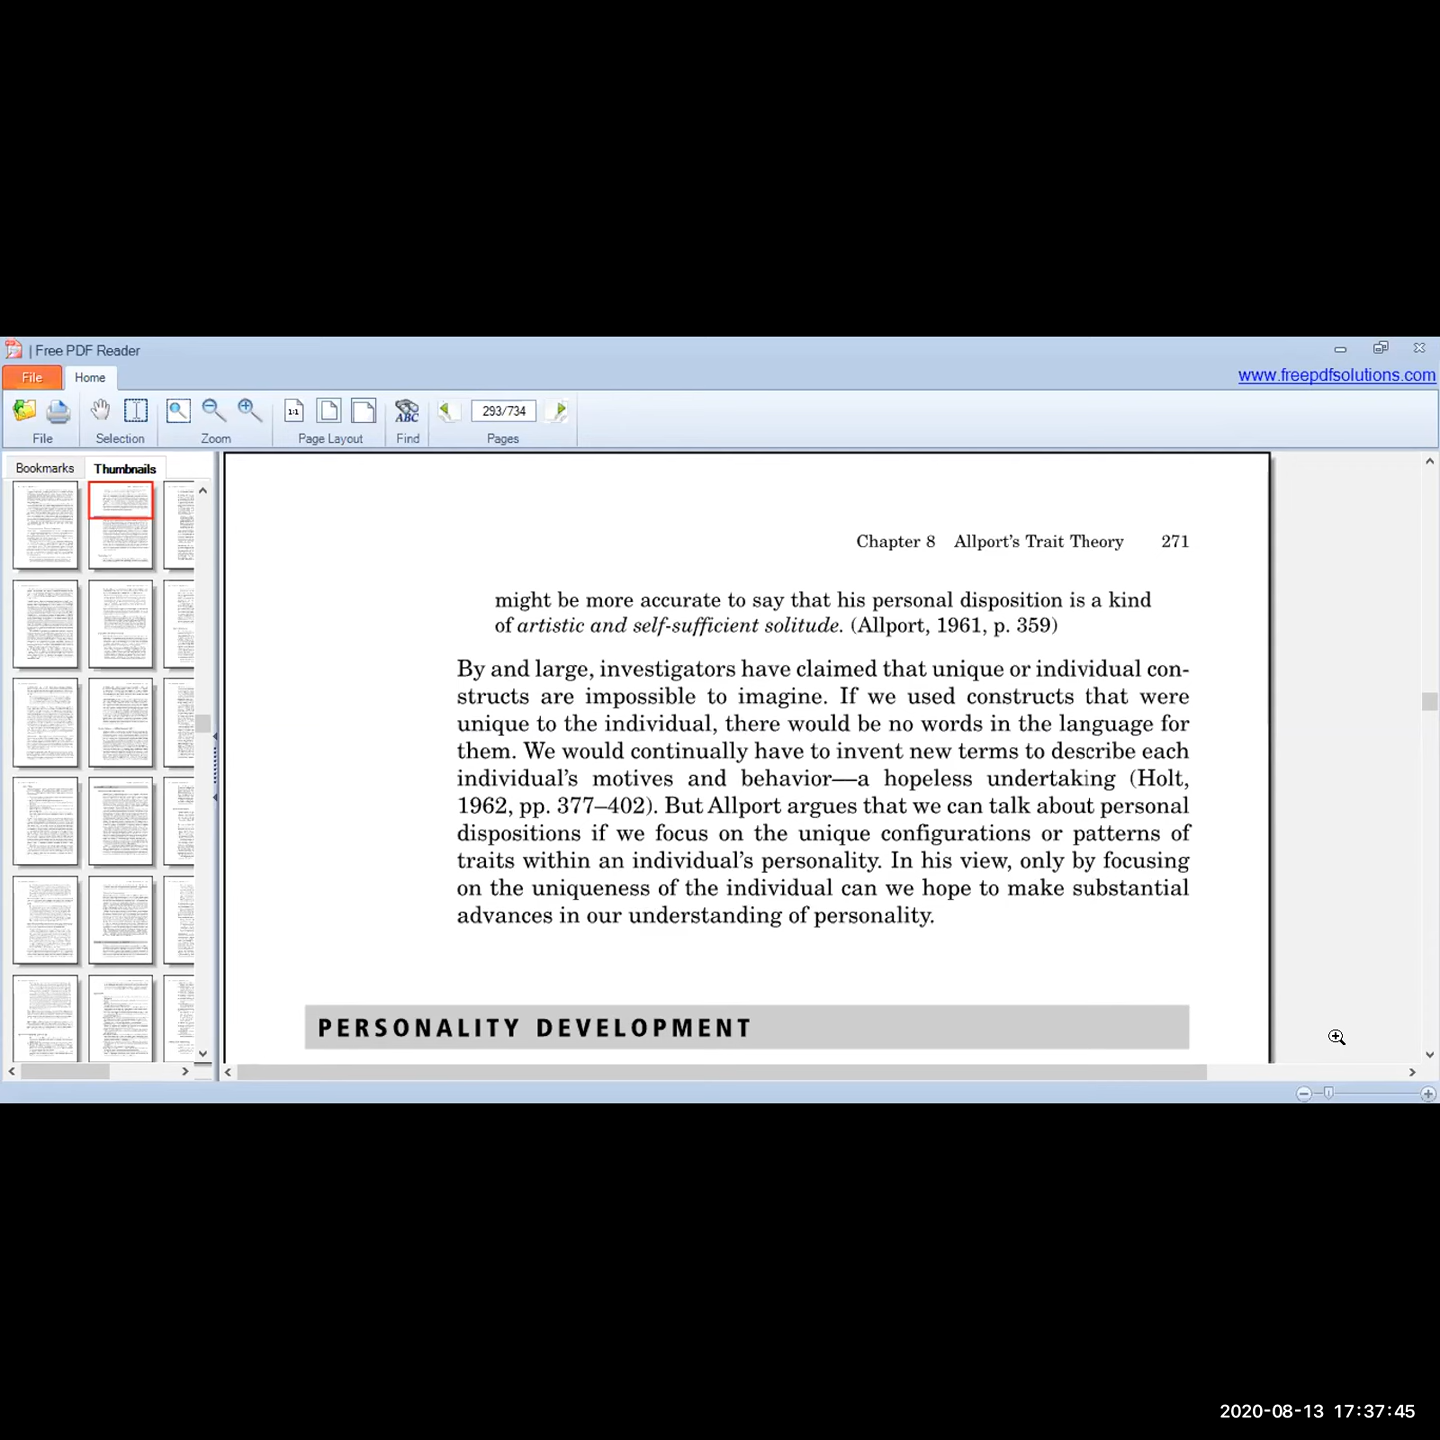 | Free PDF Reader
File Home www.freepdfsolutions.com
1:1 ABC 293/734
File Selection Zoom Page Layout Find Pages
Bookmarks Thumbnails
Chapter 8 Allport's Trait Theory 271
might be more accurate to say that his personal disposition is a kind
of artistic and self-sufficient solitude. (Allport, 1961, p. 359)
By and large, investigators have claimed that unique or individual con-
structs are impossible to imagine. If we used constructs that were
unique to the individual, there would be no words in the language for
them. We would continually have to invent new terms to describe each
individual's motives and behavior—a hopeless undertaking (Holt,
1962, pp. 377–402). But Allport argues that we can talk about personal
dispositions if we focus on the unique configurations or patterns of
traits within an individual's personality. In his view, only by focusing
on the uniqueness of the individual can we hope to make substantial
advances in our understanding of personality.
PERSONALITY DEVELOPMENT
2020-08-13 17:37:45